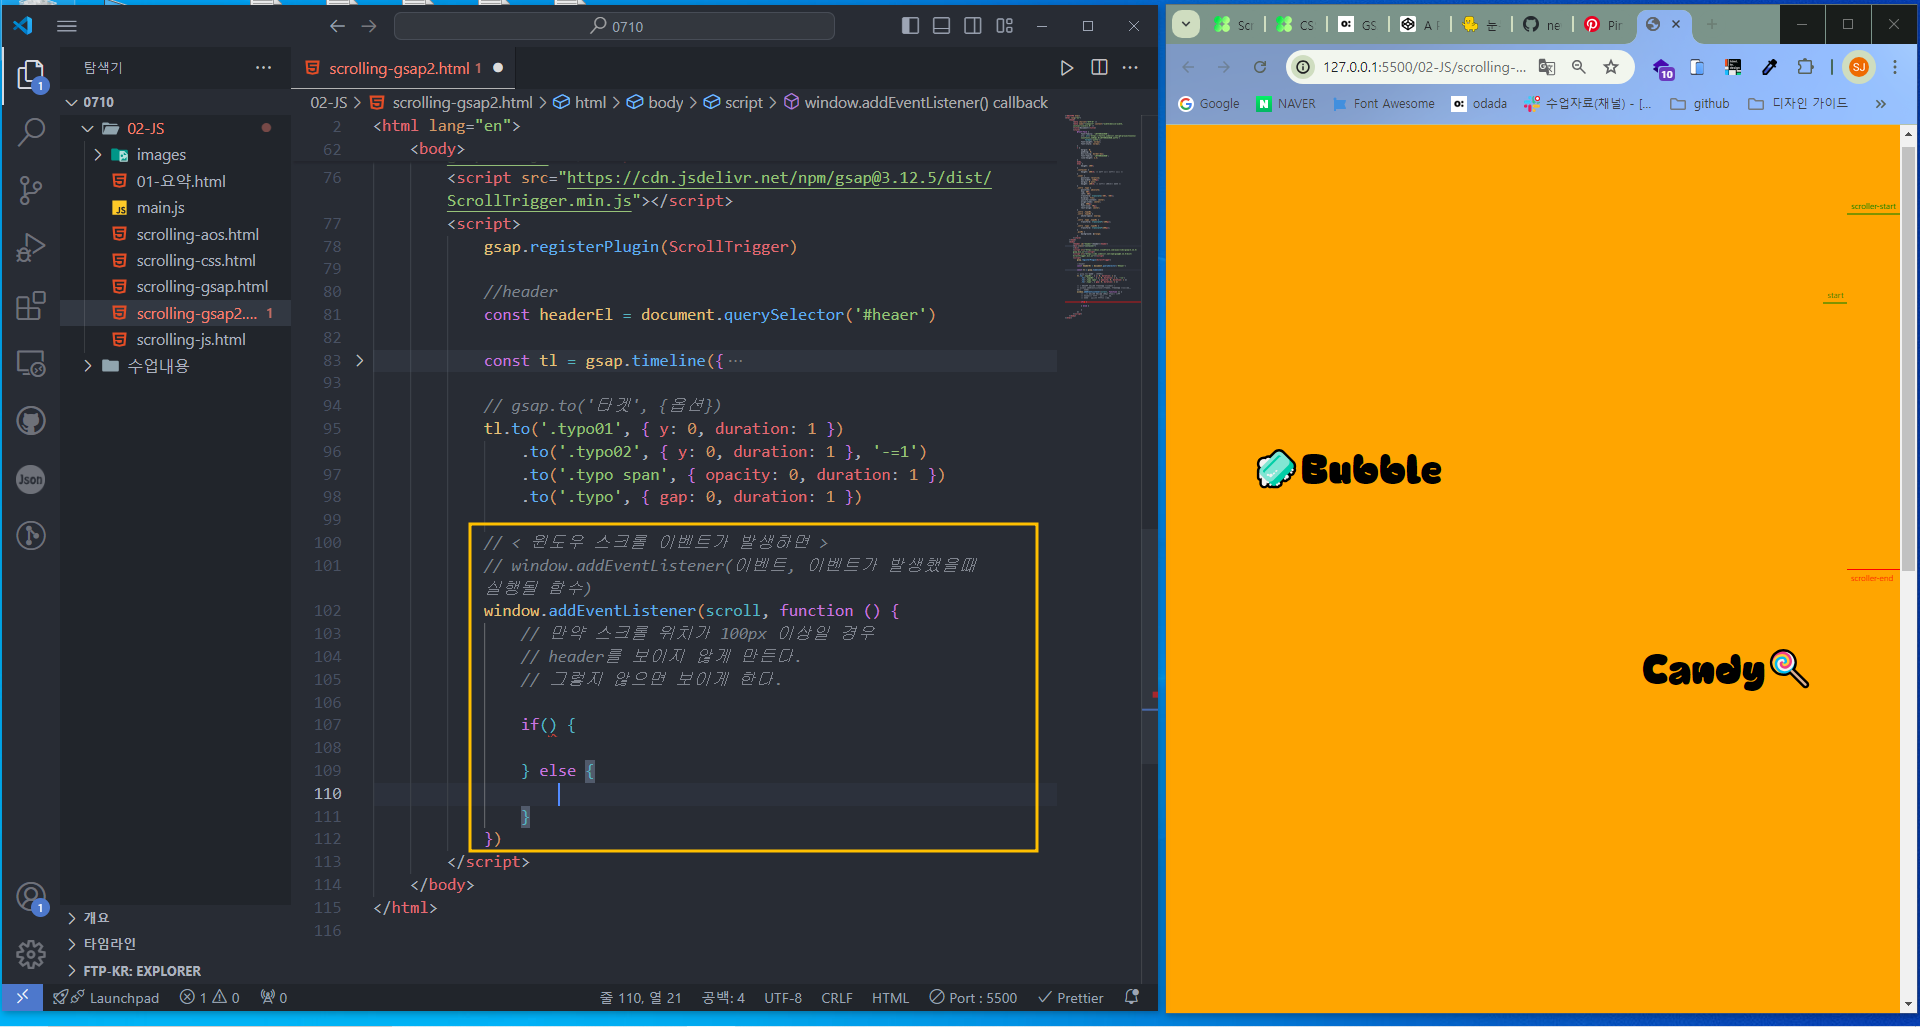 0710
탐색기
scrolling-gsap2.html 1
0710
02-JS
images
01-요약.html
main.js
scrolling-aos.html
scrolling-css.html
scrolling-gsap.html
scrolling-gsap2.... 1
scrolling-js.html
수업내용
개요
타임라인
FTP-KR: EXPLORER
02-JS > scrolling-gsap2.html > html > body > script > window.addEventListener() callback
2 <html lang="en">
62 <body>
76 <script src="https://cdn.jsdelivr.net/npm/gsap@3.12.5/dist/
ScrollTrigger.min.js"></script>
77 <script>
78 gsap.registerPlugin(ScrollTrigger)
79
80 //header
81 const headerEl = document.querySelector('#heaer')
82
83 const tl = gsap.timeline({ ...
93
94 // gsap.to('타겟', {옵션})
95 tl.to('.typo01', { y: 0, duration: 1 })
96 .to('.typo02', { y: 0, duration: 1 }, '-=1')
97 .to('.typo span', { opacity: 0, duration: 1 })
98 .to('.typo', { gap: 0, duration: 1 })
99
100 // < 윈도우 스크롤 이벤트가 발생하면 >
101 // window.addEventListener(이벤트, 이벤트가 발생했을때
실행될 함수)
102 window.addEventListener(scroll, function () {
103 // 만약 스크롤 위치가 100px 이상일 경우
104 // header를 보이지 않게 만든다.
105 // 그렇지 않으면 보이게 한다.
106
107 if() {
108
109 } else {
110
111 }
112 })
113 </script>
114 </body>
115 </html>
116
Launchpad 1 0 0 줄 110, 열 21 공백: 4 UTF-8 CRLF HTML Port : 5500 Prettier
Json
1
1
Sci CS GS A I 눈 ne Pir
127.0.0.1:5500/02-JS/scrolling-... 10 SJ
Google NAVER Font Awesome odada 수업자료(채널) - [... github 디자인 가이드 »
scroller-start
start
Bubble
scroller-end
Candy